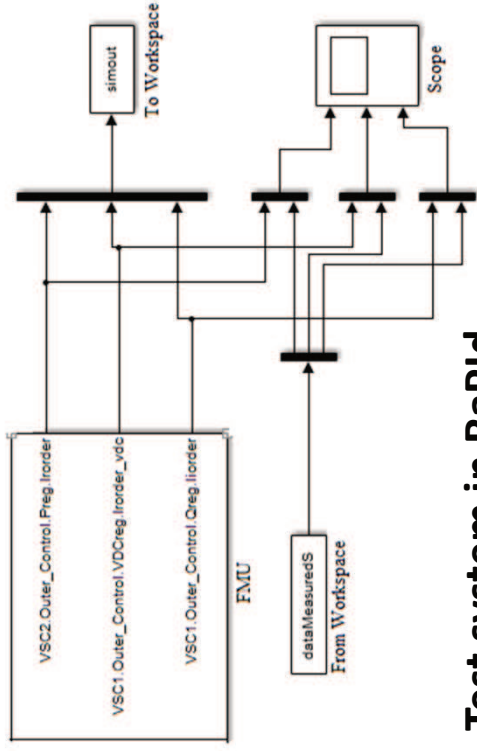 VSC2.Outer_Control.Preg.Irorder
VSC1.Outer_Control.VDCreg.Irorder_vdc
VSC1.Outer_Control.Qreg.Iiorder
FMU
simout
To Workspace
Scope
dataMeasuredS
From Workspace
Test system in RaPId